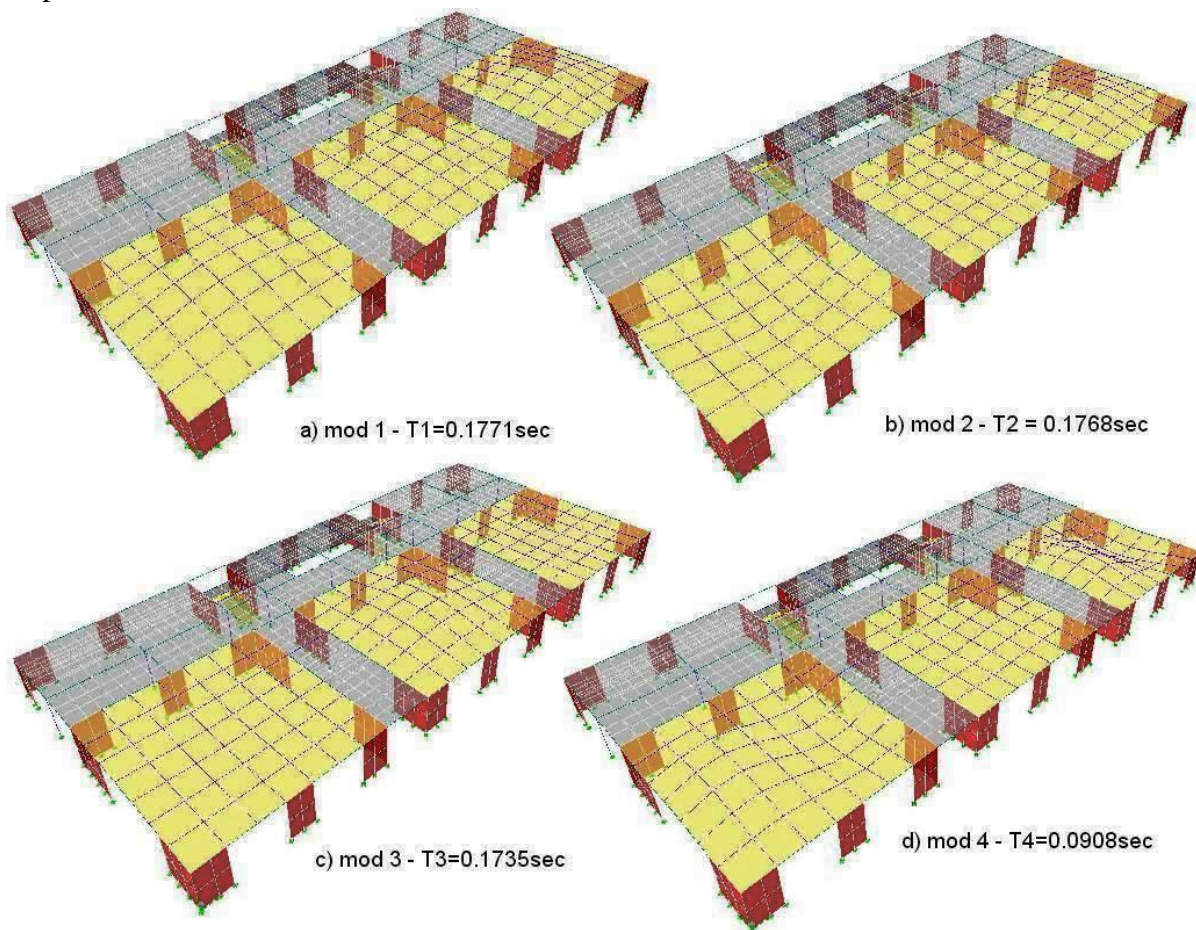 a) mod 1 - T1=0.1771sec
b) mod 2 - T2 = 0.1768sec
c) mod 3 - T3=0.1735sec
d) mod 4 - T4=0.0908sec